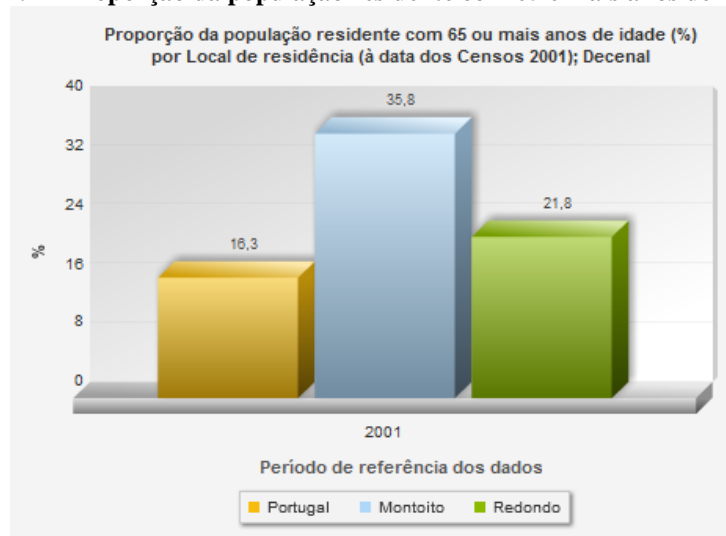 Proporção da população residente com 65 ou mais anos de idade (%)
por Local de residência (à data dos Censos 2001); Decenal
40
35,8
32
24
21,8
16,3
%
16
8
0
2001
Período de referência dos dados
Portugal
Montoito
Redondo